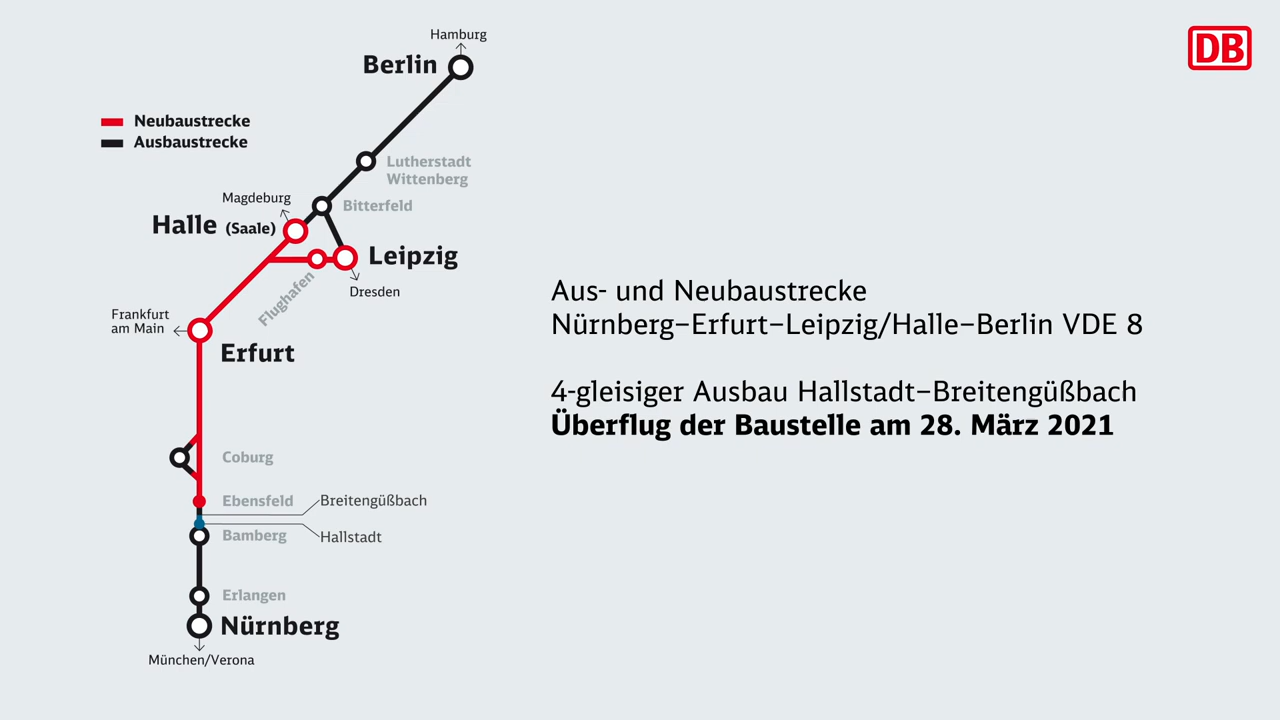 Hamburg
Berlin
DB
Neubaustrecke
Ausbaustrecke
Lutherstadt
Wittenberg
Magdeburg
Bitterfeld
Halle (Saale)
Leipzig
Flughafen
Dresden
Frankfurt
am Main
Erfurt
Aus- und Neubaustrecke
Nürnberg–Erfurt–Leipzig/Halle–Berlin VDE 8
4-gleisiger Ausbau Hallstadt–Breitengüßbach
Überflug der Baustelle am 28. März 2021
Coburg
Ebensfeld
Breitengüßbach
Bamberg
Hallstadt
Erlangen
Nürnberg
München/Verona